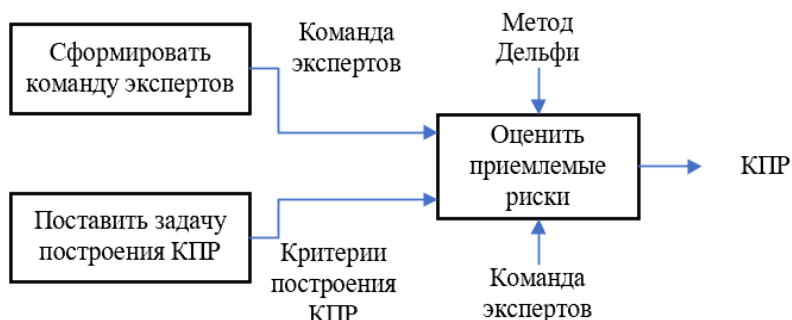 Сформировать
команду экспертов
Команда
экспертов
Метод
Дельфи
Оценить
приемлемые
риски
КПР
Поставить задачу
построения КПР
Критерии
построения
КПР
Команда
экспертов